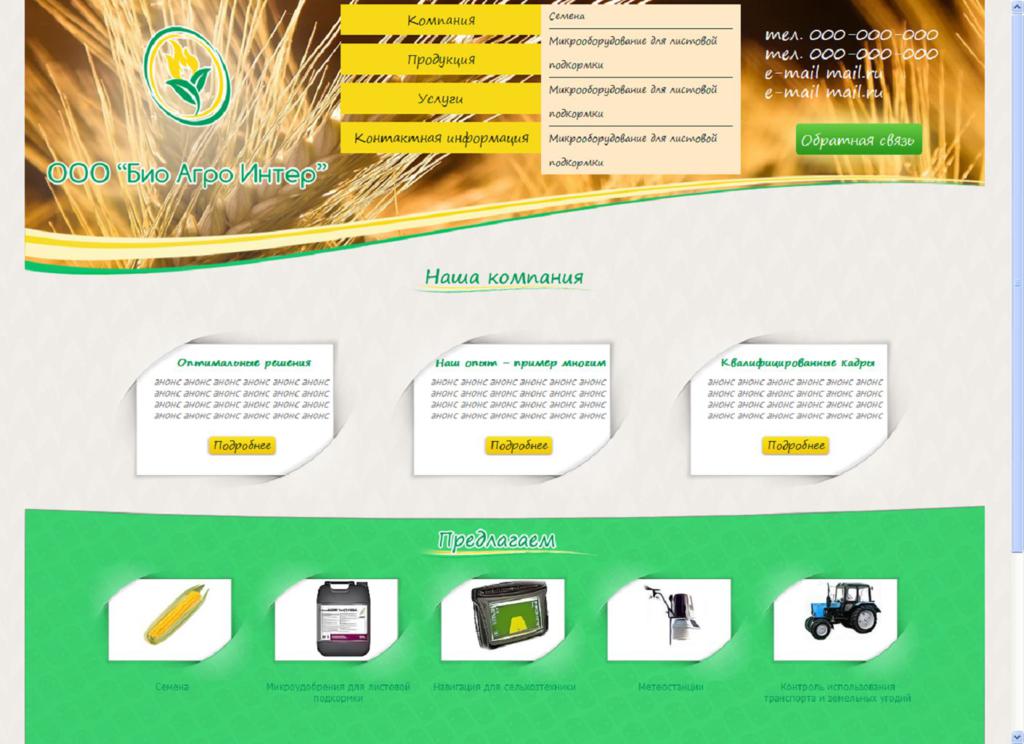 ООО “Био Агро Интер”
Компания
Продукция
Услуги
Контактная информация
Семена
Микрооборудование для листовой
подкормки
Микрооборудование для листовой
подкормки
Микрооборудование для листовой
подкормки
тел. 000-000-000
тел. 000-000-000
e-mail mail.ru
e-mail mail.ru
Обратная связь
Наша компания
Оптимальные решения
анонс анонс анонс анонс анонс анонс
анонс анонс анонс анонс анонс анонс
анонс анонс анонс анонс анонс анонс
анонс анонс анонс анонс анонс анонс
Подробнее
Наш опыт - пример многим
анонс анонс анонс анонс анонс анонс
анонс анонс анонс анонс анонс анонс
анонс анонс анонс анонс анонс анонс
анонс анонс анонс анонс анонс анонс
Подробнее
Квалифицированные кадры
анонс анонс анонс анонс анонс анонс
анонс анонс анонс анонс анонс анонс
анонс анонс анонс анонс анонс анонс
анонс анонс анонс анонс анонс анонс
Подробнее
Предлагаем
Семена
Микроудобрения для листовой
подкормки
Навигация для сельхозтехники
Метеостанции
Контроль использования
транспорта и земельных угодий